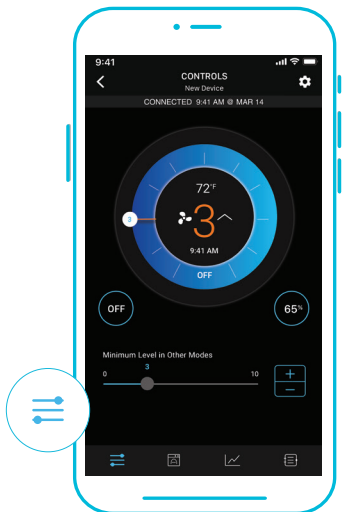 9:41
CONTROLS
New Device
CONNECTED 9:41 AM @ MAR 14
72°F
3
3
9:41 AM
OFF
OFF
65%
Minimum Level in Other Modes
3
0 10
+
−